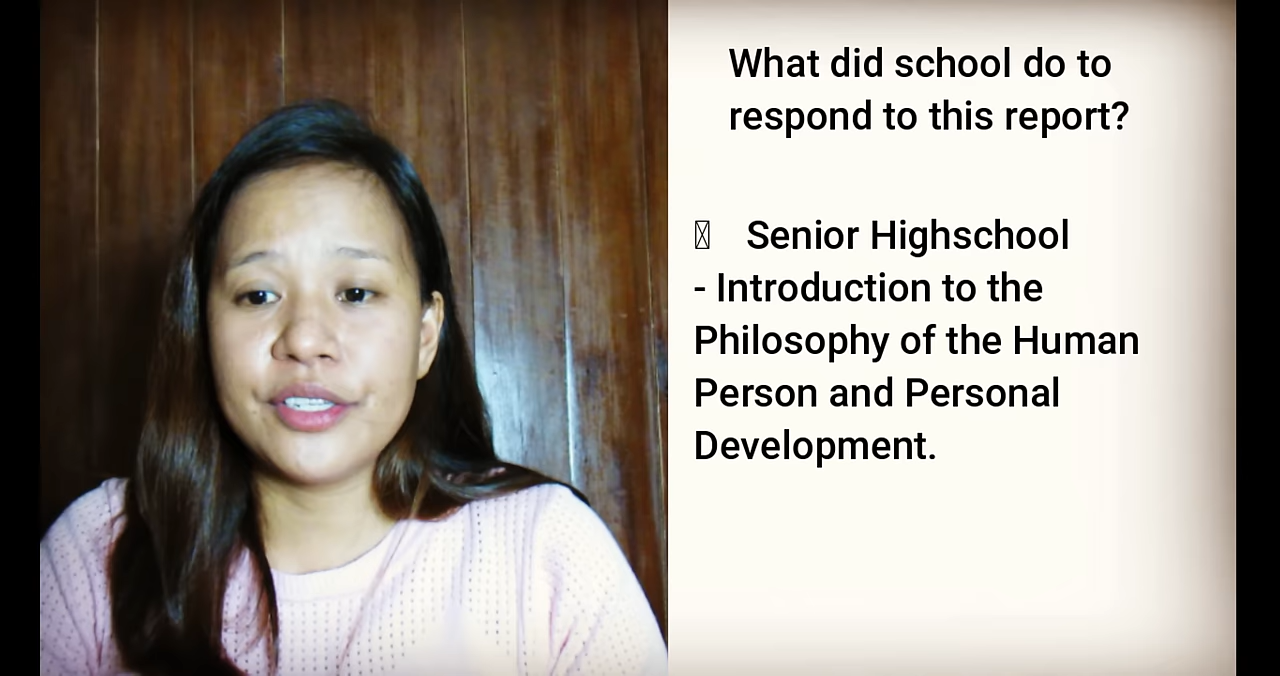 What did school do to
respond to this report?
Senior Highschool
- Introduction to the
Philosophy of the Human
Person and Personal
Development.